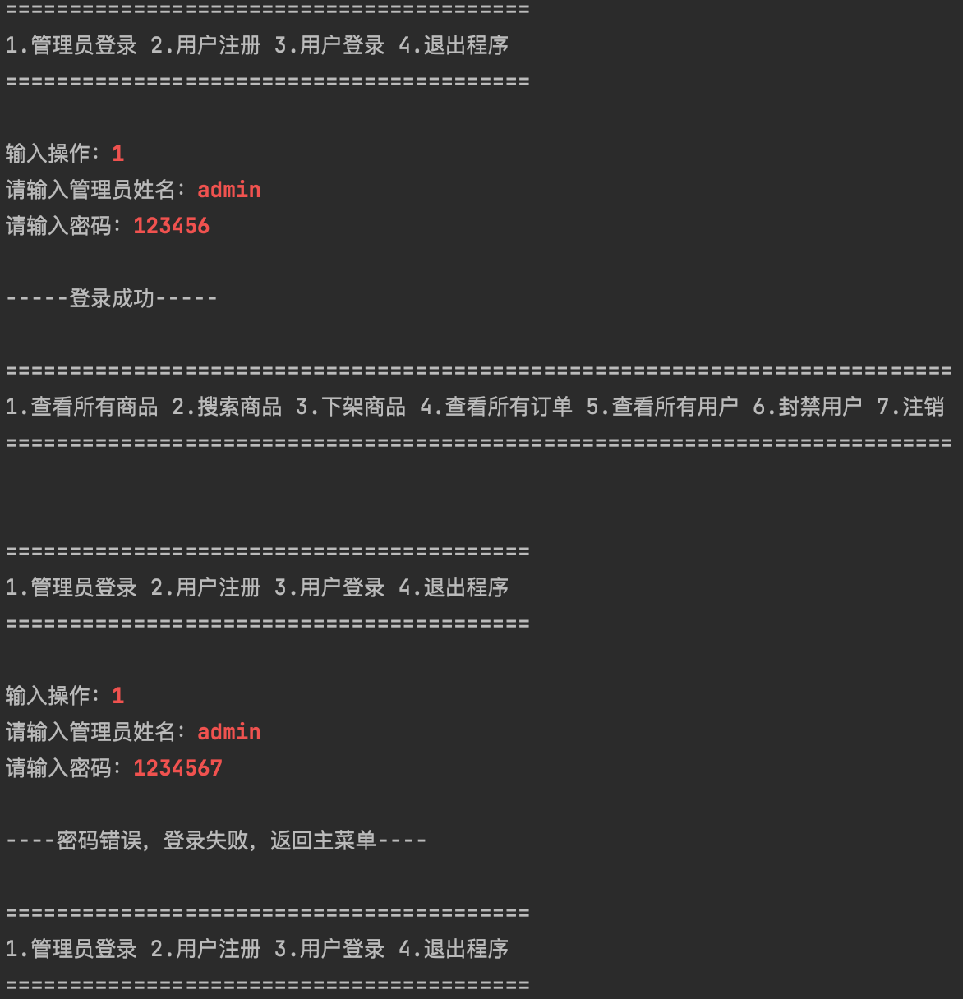 =========================================
1.管理员登录 2.用户注册 3.用户登录 4.退出程序
=========================================
输入操作：1
请输入管理员姓名：admin
请输入密码：123456
-----登录成功-----
==========================================================================
1.查看所有商品 2.搜索商品 3.下架商品 4.查看所有订单 5.查看所有用户 6.封禁用户 7.注销
==========================================================================
=========================================
1.管理员登录 2.用户注册 3.用户登录 4.退出程序
=========================================
输入操作：1
请输入管理员姓名：admin
请输入密码：1234567
----密码错误，登录失败，返回主菜单----
=========================================
1.管理员登录 2.用户注册 3.用户登录 4.退出程序
=========================================